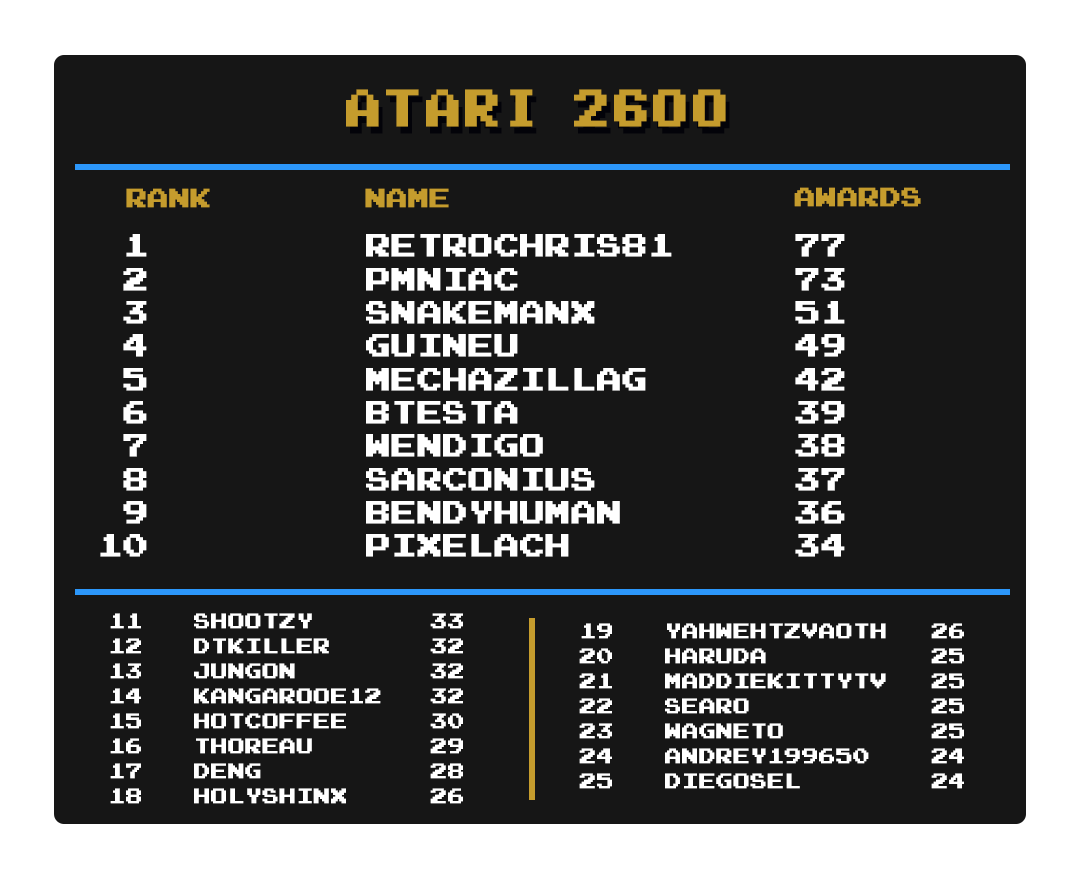 ATARI 2600
RANK NAME AWARDS
1 RETROCHRIS81 77
2 PMNIAC 73
3 SNAKEMANX 51
4 GUINEU 49
5 MECHAZILLAG 42
6 BTESTA 39
7 WENDIGO 38
8 SARCONIUS 37
9 BENDYHUMAN 36
10 PIXELACH 34
11 SHOOTZY 33
12 DTKILLER 32
13 JUNGON 32
14 KANGAROOE12 32
15 HOTCOFFEE 30
16 THOREAU 29
17 DENG 28
18 HOLYSHINX 26
19 YAHWEHTZVAOTH 26
20 HARUDA 25
21 MADDIEKITTYTV 25
22 SEARO 25
23 WAGNETO 25
24 ANDREY199650 24
25 DIEGOSEL 24